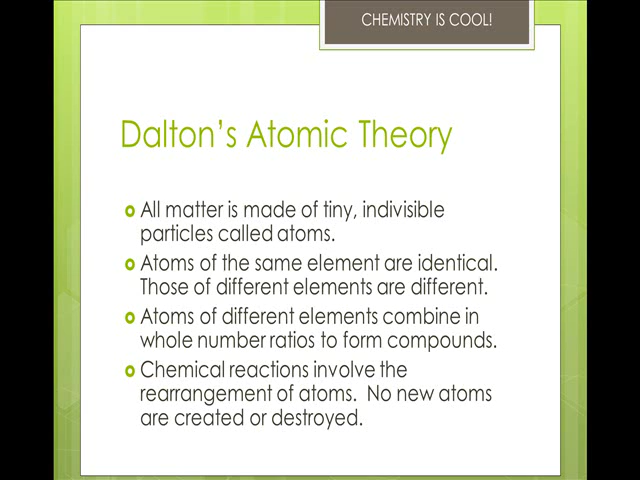 CHEMISTRY IS COOL!
Dalton's Atomic Theory
All matter is made of tiny, indivisible
particles called atoms.
Atoms of the same element are identical.
Those of different elements are different.
Atoms of different elements combine in
whole number ratios to form compounds.
Chemical reactions involve the
rearrangement of atoms.  No new atoms
are created or destroyed.